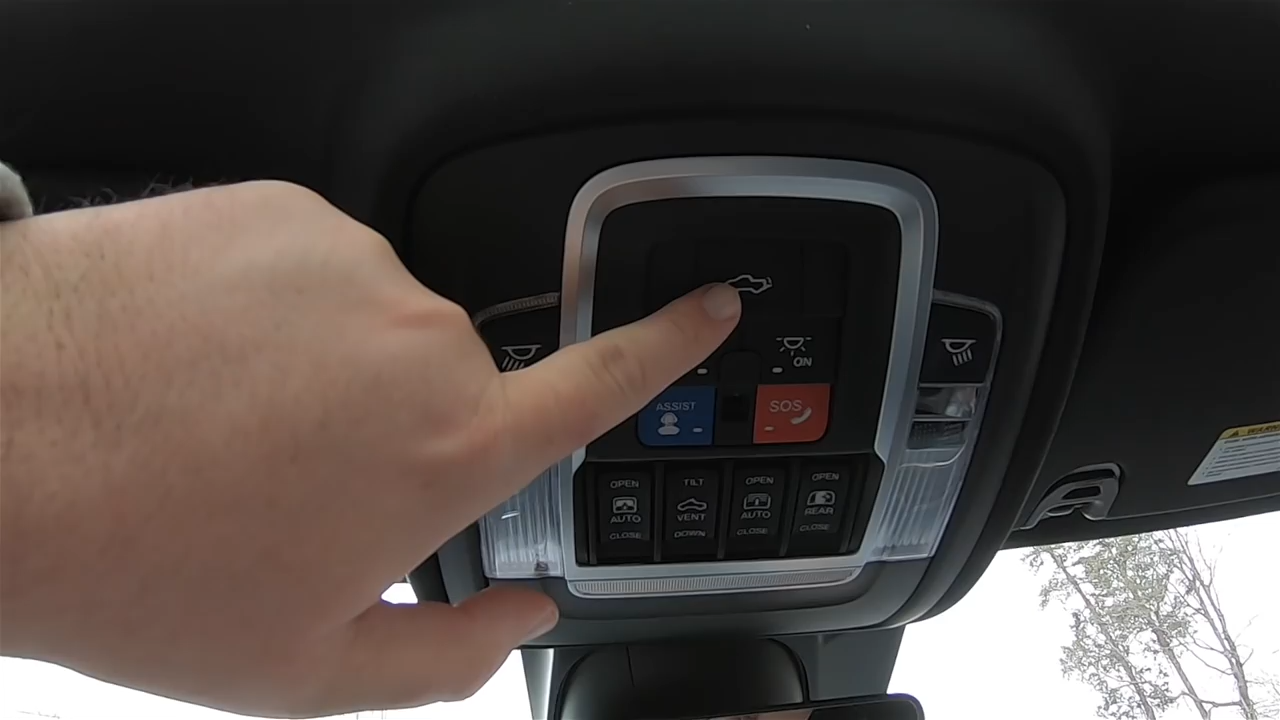 ON
ASSIST
SOS
OPEN
AUTO
CLOSE
TILT
VENT
DOWN
OPEN
AUTO
CLOSE
OPEN
REAR
CLOSE